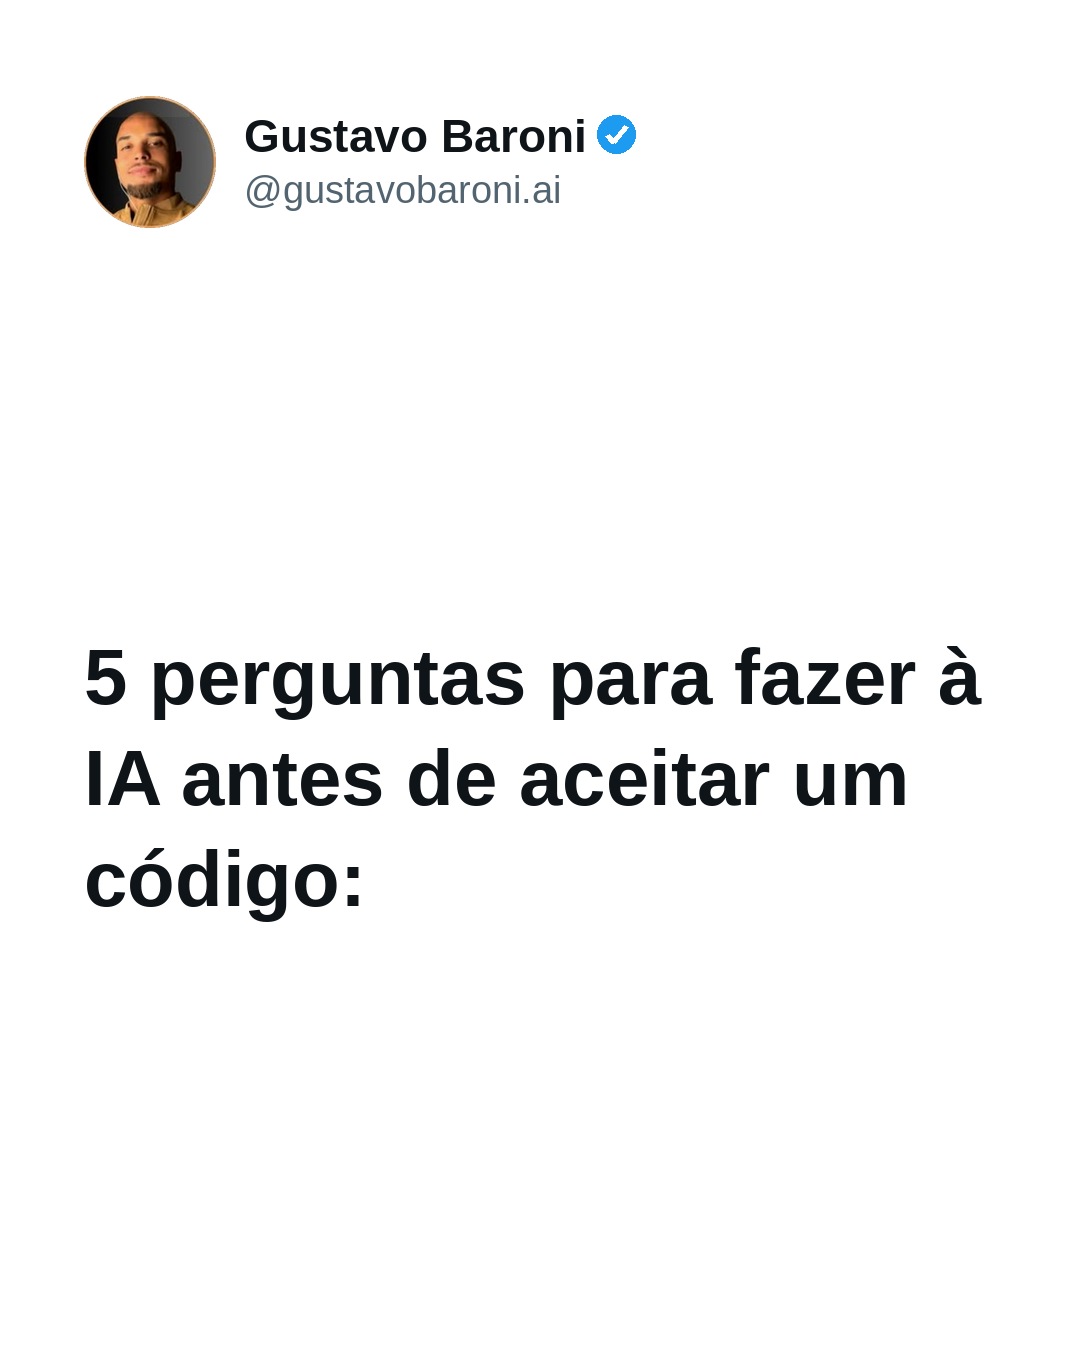 Gustavo Baroni
@gustavobaroni.ai
5 perguntas para fazer à
IA antes de aceitar um
código: